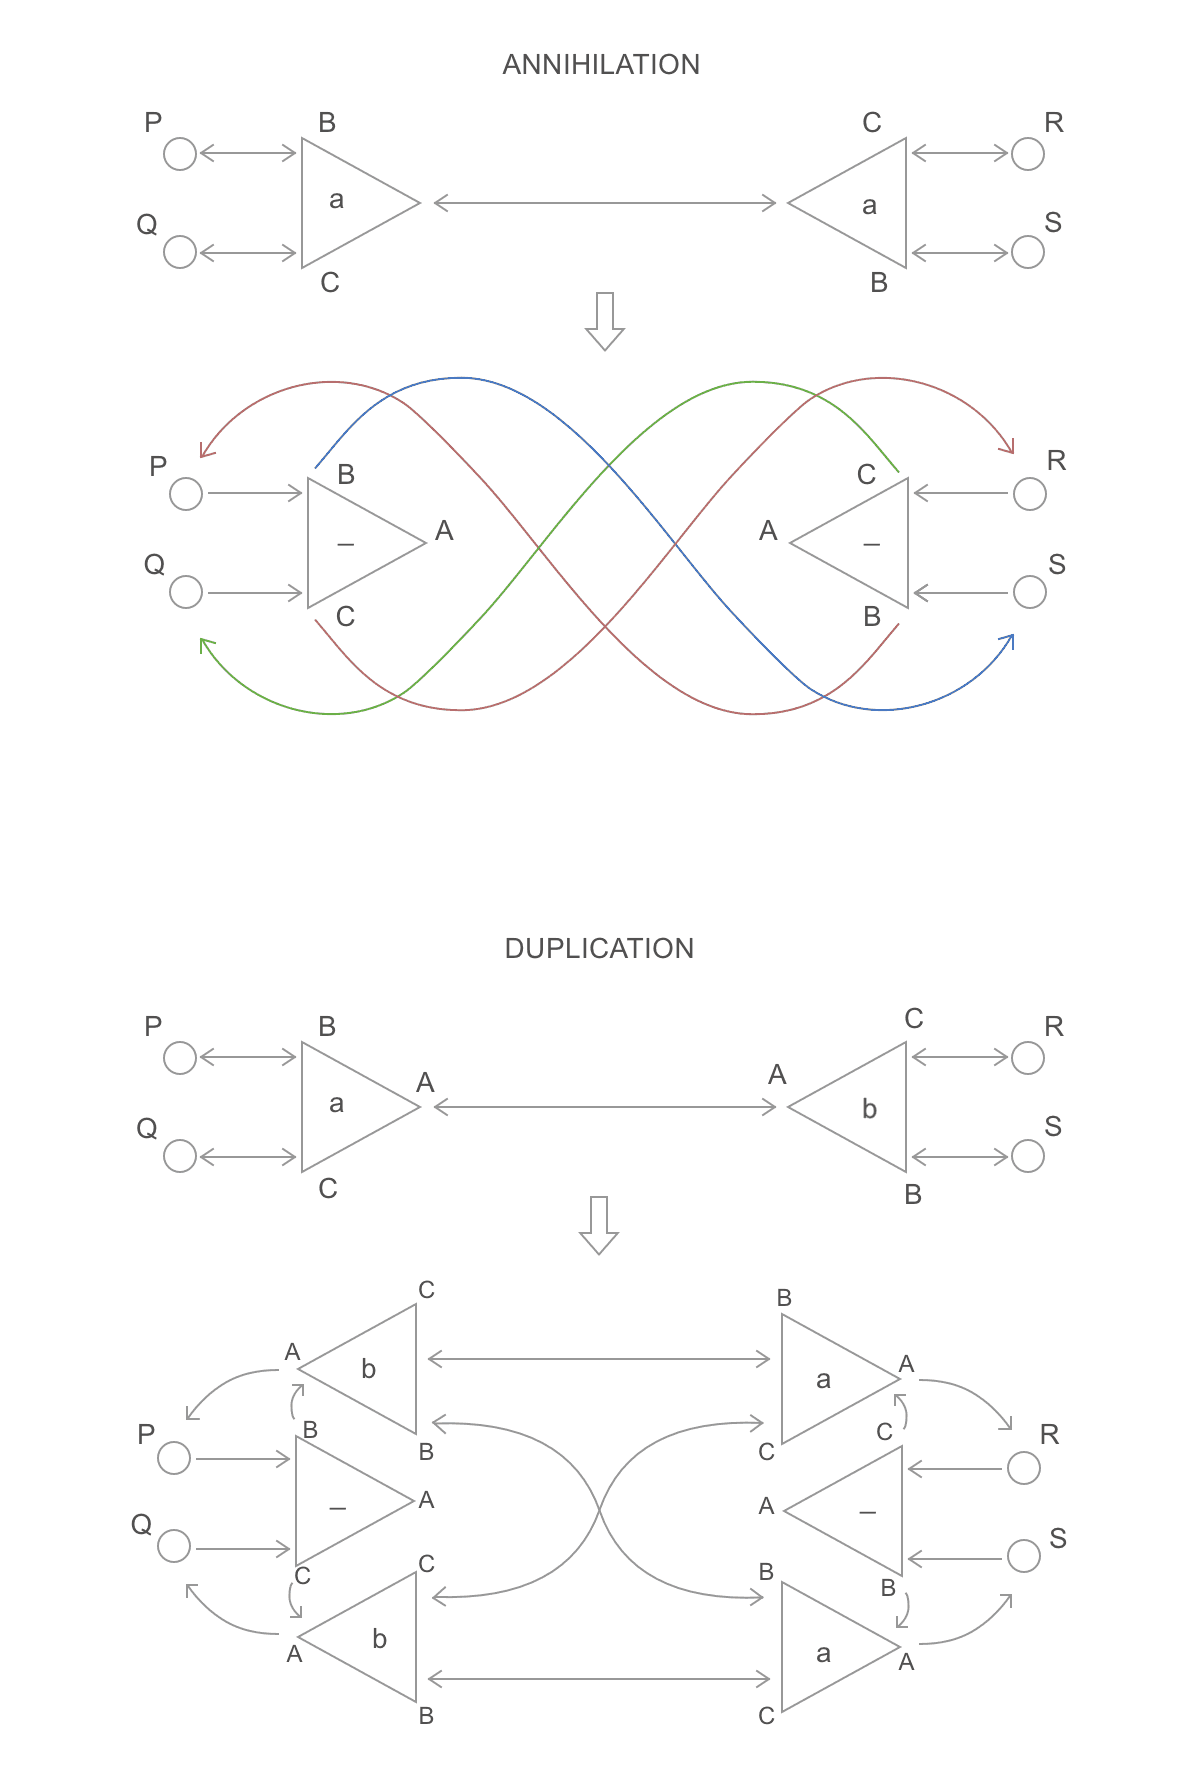 ANNIHILATION
P B C R
a a
Q S
C B
P B C R
A A
– –
Q S
C B
DUPLICATION
P B C R
A A
a b
Q S
C B
C B
A b a A
P B B C C R
– A A –
Q C C B B S
A b a A
B C